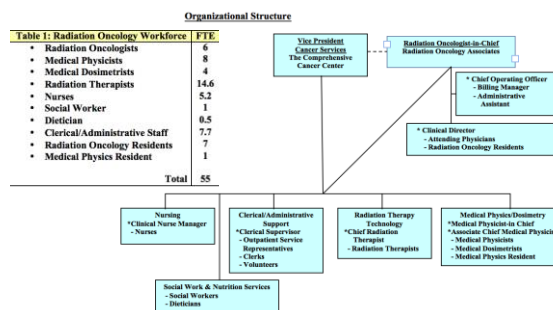 Organizational Structure
Table 1: Radiation Oncology Workforce FTE
• Radiation Oncologists 6
• Medical Physicists 8
• Medical Dosimetrists 4
• Radiation Therapists 14.6
• Nurses 5.2
• Social Worker 1
• Dietician 0.5
• Clerical/Administrative Staff 7.7
• Radiation Oncology Residents 7
• Medical Physics Resident 1
Total 55
Vice President
Cancer Services
The Comprehensive
Cancer Center
Radiation Oncologist-in-Chief
Radiation Oncology Associates
* Chief Operating Officer
- Billing Manager
- Administrative
Assistant
* Clinical Director
- Attending Physicians
- Radiation Oncology Residents
Nursing
*Clinical Nurse Manager
- Nurses
Clerical/Administrative
Support
*Clerical Supervisor
- Outpatient Service
Representatives
- Clerks
- Volunteers
Radiation Therapy
Technology
*Chief Radiation
Therapist
- Radiation Therapists
Medical Physics/Dosimetry
*Medical Physicist-in Chief
*Associate Chief Medical Physicist
- Medical Physicists
- Medical Dosimetrists
- Medical Physics Resident
Social Work & Nutrition Services
- Social Workers
- Dieticians